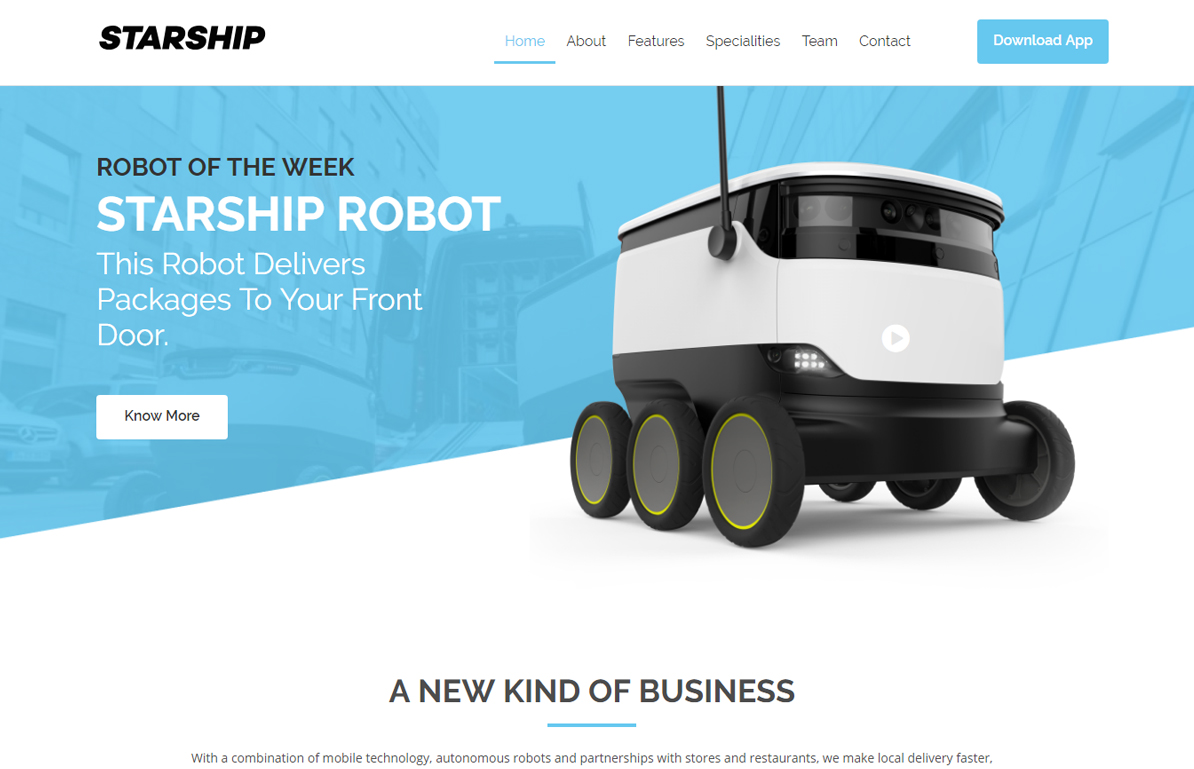 STARSHIP
Home About Features Specialities Team Contact
Download App
ROBOT OF THE WEEK
STARSHIP ROBOT
This Robot Delivers
Packages To Your Front
Door.
Know More
A NEW KIND OF BUSINESS
With a combination of mobile technology, autonomous robots and partnerships with stores and restaurants, we make local delivery faster,